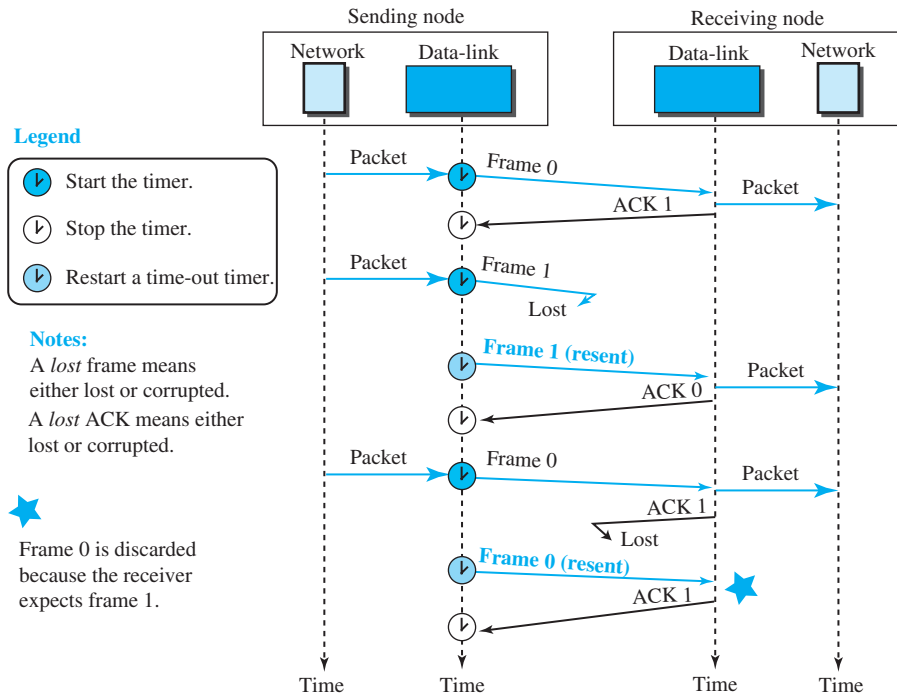 Sending node
Receiving node
Network
Data-link
Data-link
Network
Legend
Start the timer.
Stop the timer.
Restart a time-out timer.
Notes:
A lost frame means
either lost or corrupted.
A lost ACK means either
lost or corrupted.
Frame 0 is discarded
because the receiver
expects frame 1.
Packet
Frame 0
Packet
ACK 1
Packet
Frame 1
Lost
Frame 1 (resent)
Packet
ACK 0
Packet
Frame 0
Packet
ACK 1
Lost
Frame 0 (resent)
ACK 1
Time
Time
Time
Time